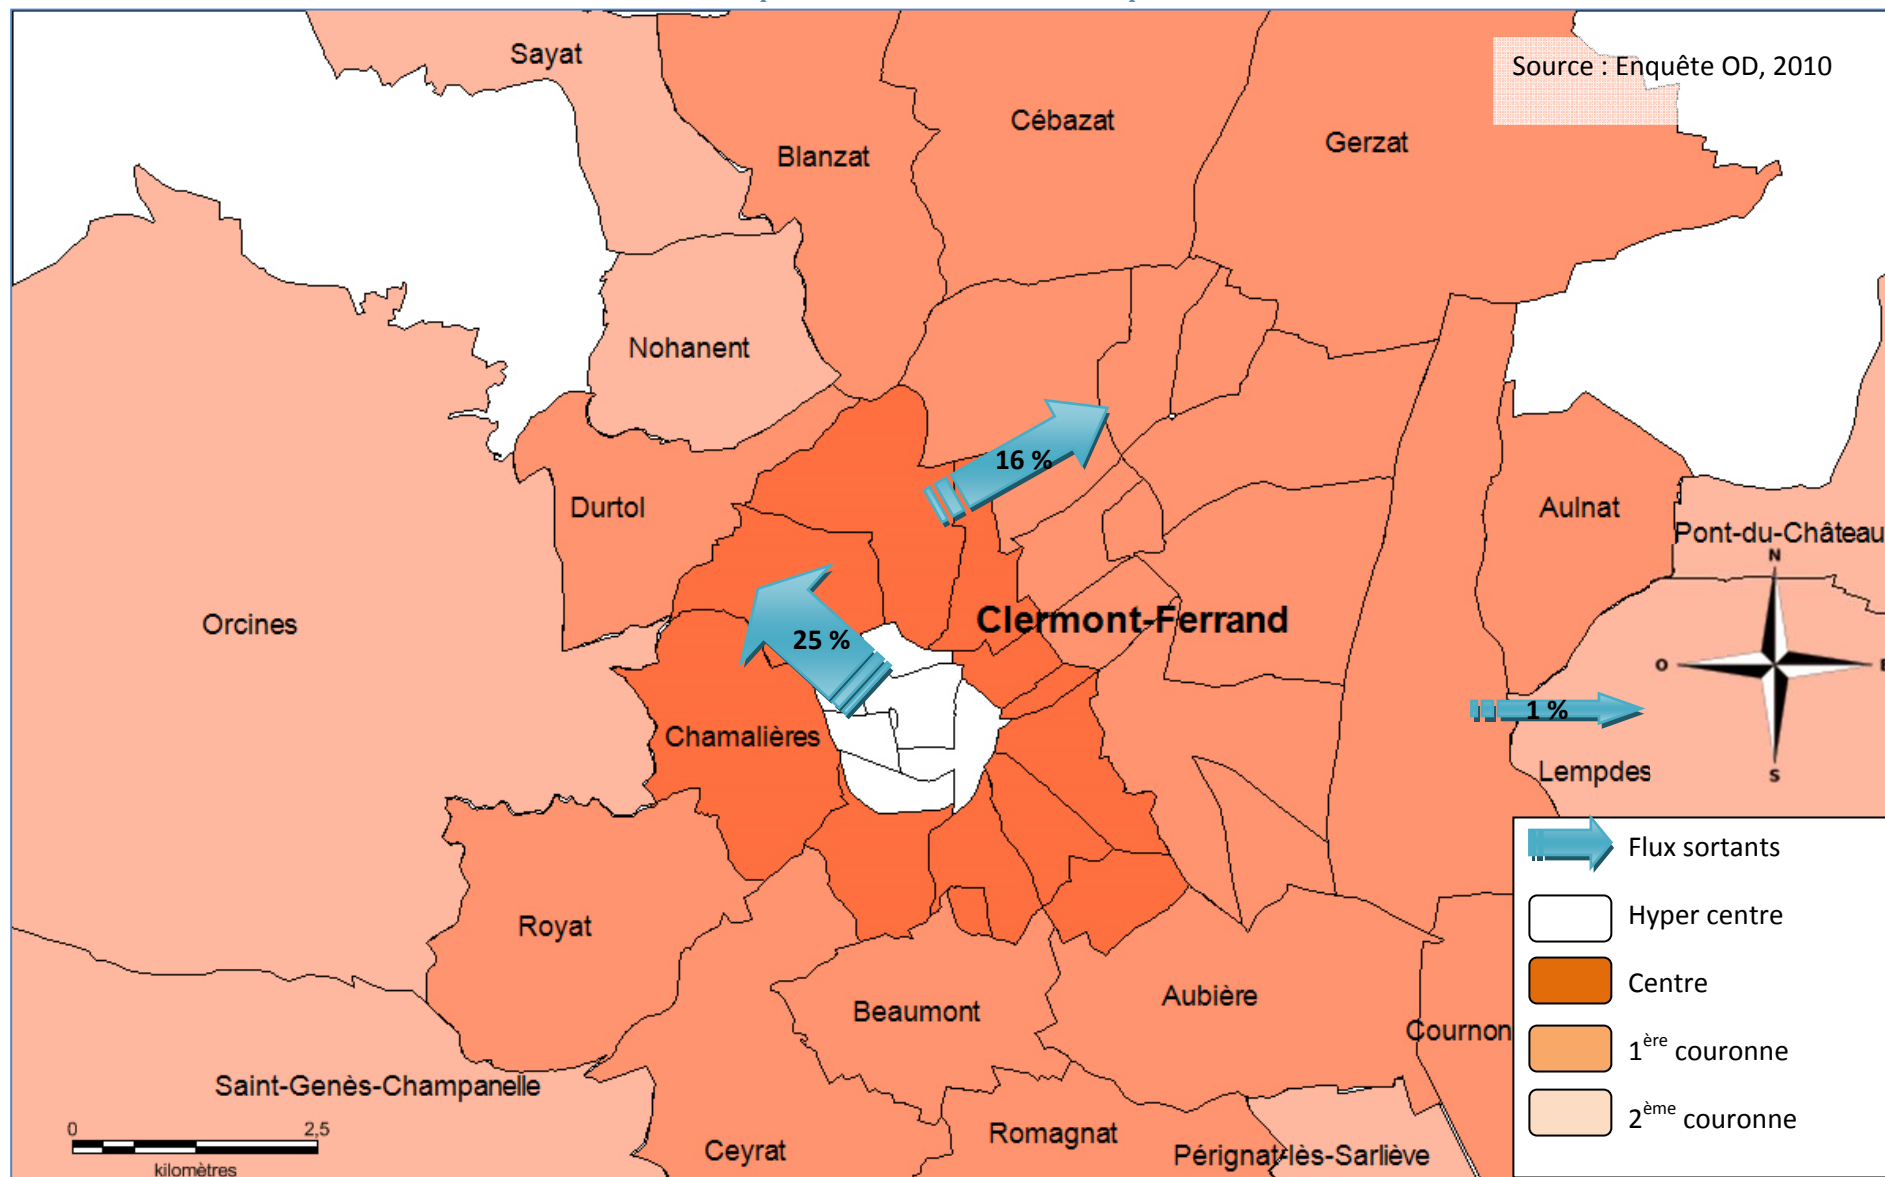 Source : Enquête OD, 2010
Sayat
Cébazat
Gerzat
Blanzat
Nohanent
16 %
Durtol
Aulnat
Pont-du-Château
N
Orcines
Clermont-Ferrand
25 %
O
E
1 %
Chamalières
Lempdes
S
Flux sortants
Hyper centre
Royat
Centre
Aubière
Beaumont
Cournon
1ère couronne
Saint-Genès-Champanelle
2ème couronne
0 2,5
kilomètres
Romagnat
Ceyrat
Pérignat-lès-Sarliève